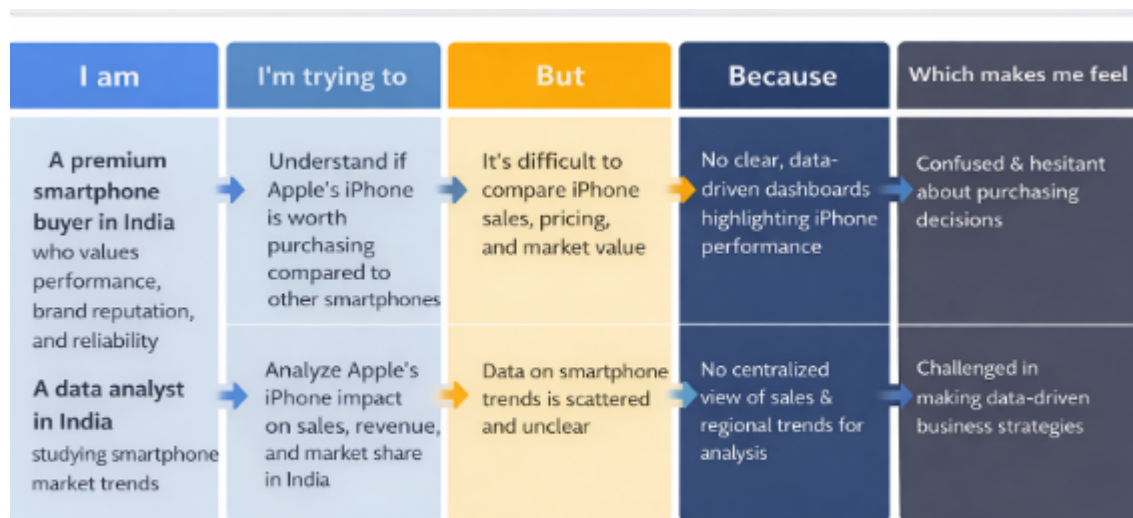 I am
I'm trying to
But
Because
Which makes me feel
A premium
smartphone
buyer in India
who values
performance,
brand reputation,
and reliability
Understand if
Apple's iPhone
is worth
purchasing
compared to
other smartphones
It's difficult to
compare iPhone
sales, pricing,
and market value
No clear, data-
driven dashboards
highlighting iPhone
performance
Confused & hesitant
about purchasing
decisions
A data analyst
in India
studying smartphone
market trends
Analyze Apple's
iPhone impact
on sales, revenue,
and market share
in India
Data on smartphone
trends is scattered
and unclear
No centralized
view of sales &
regional trends for
analysis
Challenged in
making data-driven
business strategies